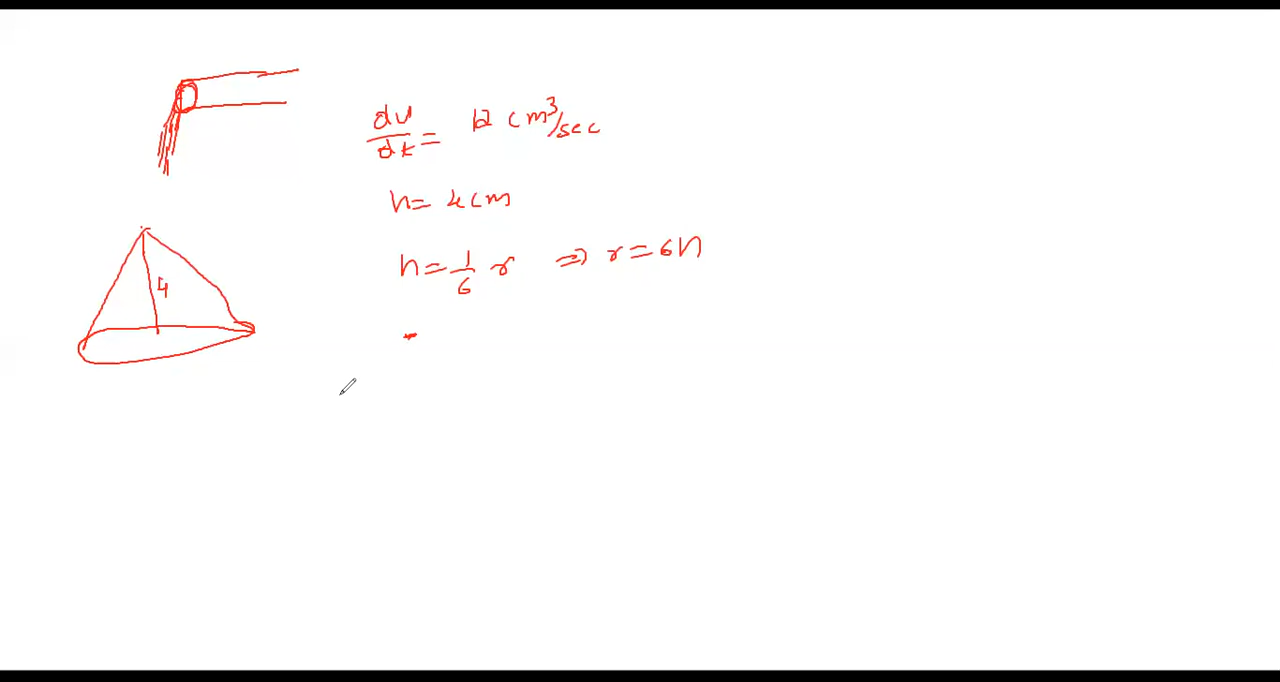 dv/dt = 12 cm³/sec
h = 4 cm
h = 1/6 r ⇒ r = 6h
4